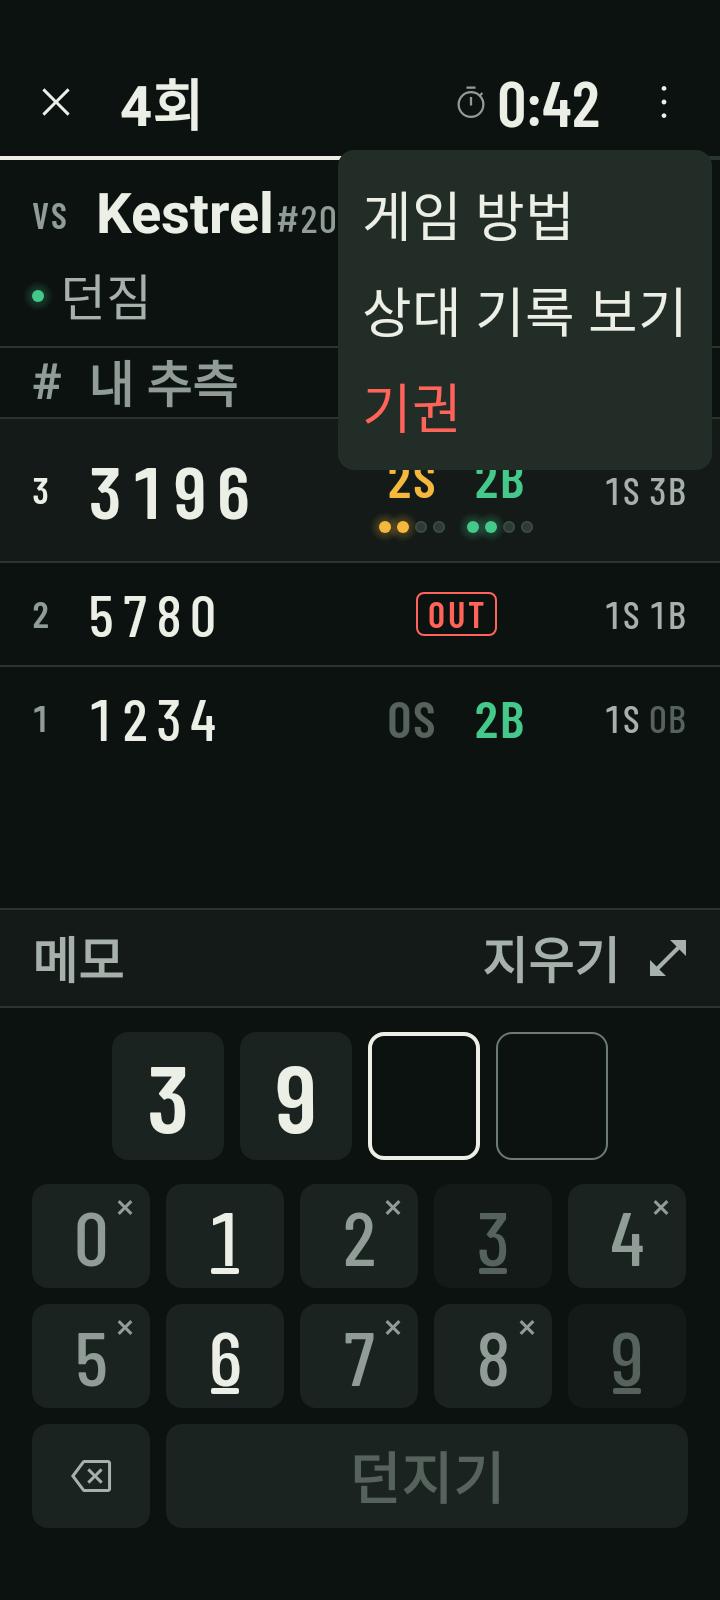 4회 0:42
VS Kestrel#20
던짐
게임 방법
상대 기록 보기
기권
# 내 추측
3 3196 2S 2B 1S 3B
2 5780 OUT 1S 1B
1 1234 0S 2B 1S 0B
메모 지우기
3 9
0 1 2 3 4
5 6 7 8 9
던지기